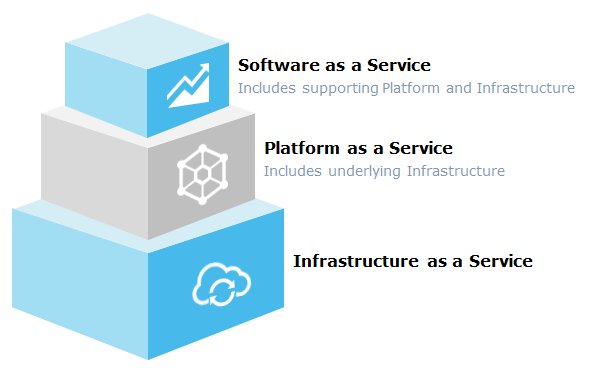 Software as a Service
Includes supporting Platform and Infrastructure
Platform as a Service
Includes underlying Infrastructure
Infrastructure as a Service